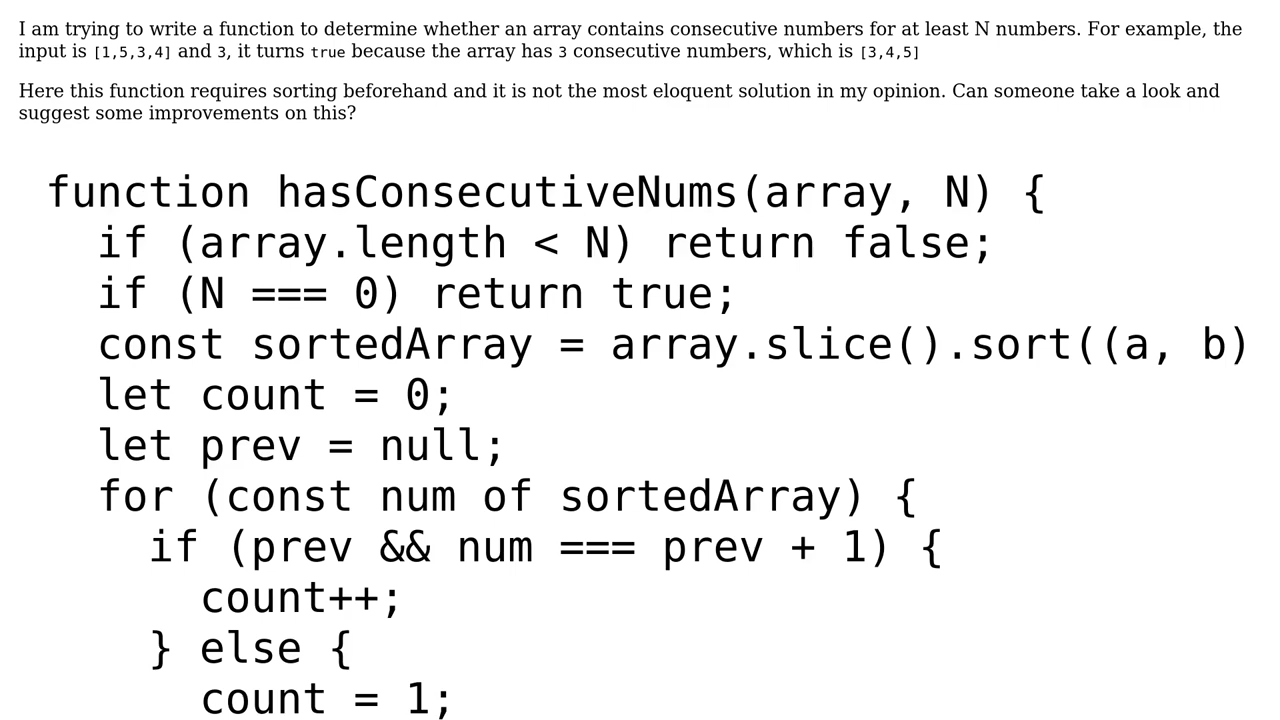 I am trying to write a function to determine whether an array contains consecutive numbers for at least N numbers. For example, the
input is [1,5,3,4] and 3, it turns true because the array has 3 consecutive numbers, which is [3,4,5]
Here this function requires sorting beforehand and it is not the most eloquent solution in my opinion. Can someone take a look and
suggest some improvements on this?
function hasConsecutiveNums(array, N) {
  if (array.length < N) return false;
  if (N === 0) return true;
  const sortedArray = array.slice().sort((a, b)
  let count = 0;
  let prev = null;
  for (const num of sortedArray) {
    if (prev && num === prev + 1) {
      count++;
    } else {
      count = 1;